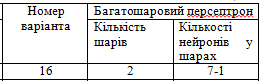 Номер варіанта
Багатошаровий персептрон
Кількість шарів
Кількості нейронів у шарах
16 2 7-1